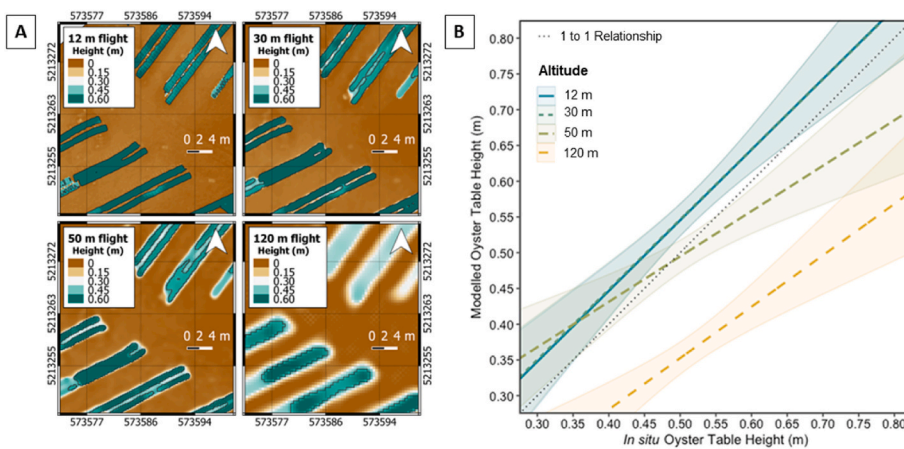 A
573577 573586 573594
573577 573586 573594
12 m flight
Height (m)
0
0.15
0.30
0.45
0.60
0 2 4 m
30 m flight
Height (m)
0
0.15
0.30
0.45
0.60
0 2 4 m
5213272
5213263
5213255
5213272
5213263
5213255
50 m flight
Height (m)
0
0.15
0.30
0.45
0.60
0 2 4 m
120 m flight
Height (m)
0
0.15
0.30
0.45
0.60
0 2 4 m
5213272
5213263
5213255
5213272
5213263
5213255
573577 573586 573594
573577 573586 573594
B
1 to 1 Relationship
Altitude
12 m
30 m
50 m
120 m
Modelled Oyster Table Height (m)
0.80
0.75
0.70
0.65
0.60
0.55
0.50
0.45
0.40
0.35
0.30
0.30 0.35 0.40 0.45 0.50 0.55 0.60 0.65 0.70 0.75 0.80
In situ Oyster Table Height (m)